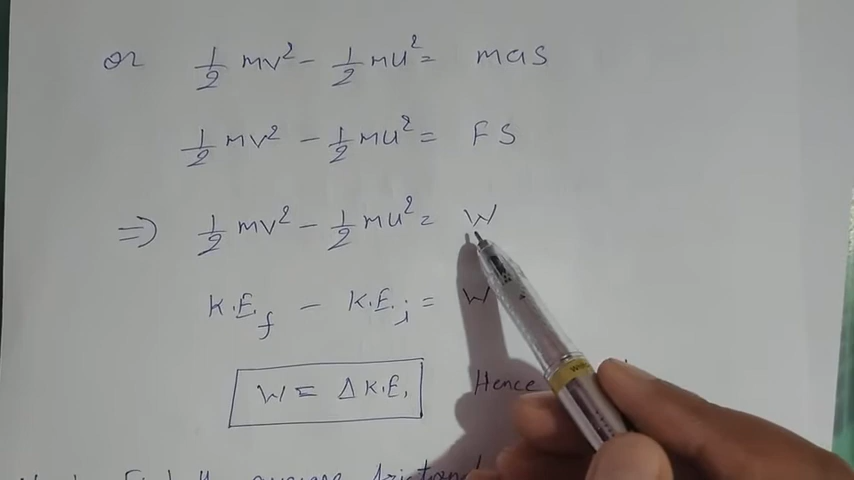 or ½ mv² - ½ mu² = mas
½ mv² - ½ mu² = FS
⇒ ½ mv² - ½ mu² = W
K.E.f - K.E.i = W
W = Δ K.E. Hence
average